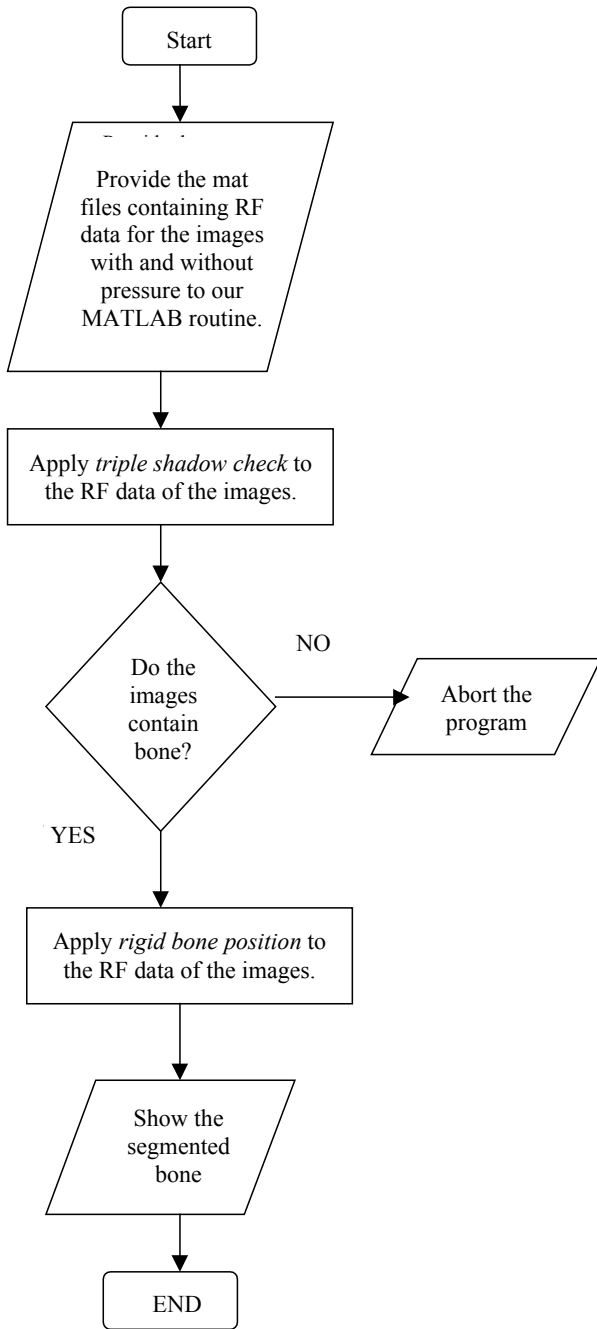 Start
Provide the mat
files containing RF
data for the images
with and without
pressure to our
MATLAB routine.
Apply triple shadow check to
the RF data of the images.
Do the
images
contain
bone?
NO
Abort the
program
YES
Apply rigid bone position to
the RF data of the images.
Show the
segmented
bone
END